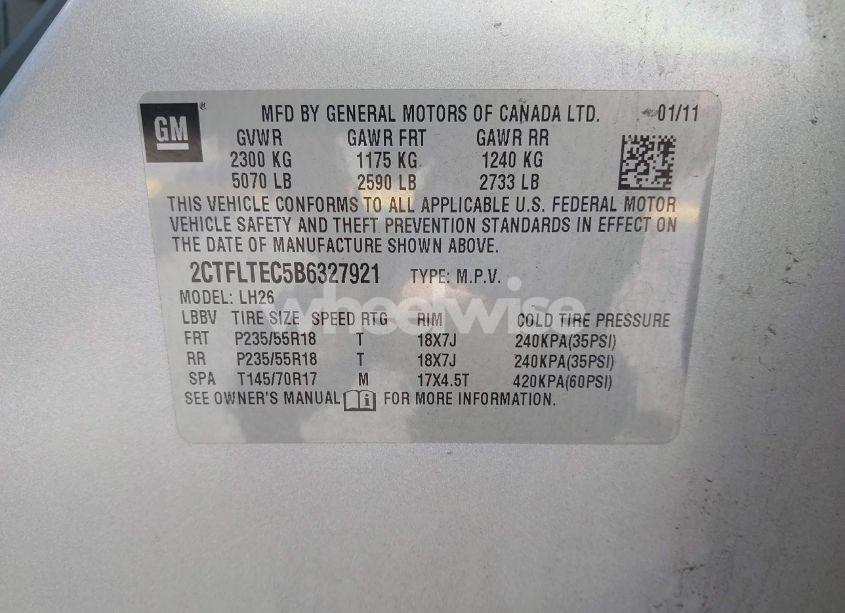 GM ® MFD BY GENERAL MOTORS OF CANADA LTD. 01/11
GVWR GAWR FRT GAWR RR
2300 KG 1175 KG 1240 KG
5070 LB 2590 LB 2733 LB
THIS VEHICLE CONFORMS TO ALL APPLICABLE U.S. FEDERAL MOTOR
VEHICLE SAFETY AND THEFT PREVENTION STANDARDS IN EFFECT ON
THE DATE OF MANUFACTURE SHOWN ABOVE.
2CTFLTEC5B6327921 TYPE: M.P.V.
MODEL: LH26
wheelwise
LBBV TIRE SIZE SPEED RTG RIM COLD TIRE PRESSURE
FRT P235/55R18 T 18X7J 240KPA(35PSI)
RR P235/55R18 T 18X7J 240KPA(35PSI)
SPA T145/70R17 M 17X4.5T 420KPA(60PSI)
SEE OWNER'S MANUAL i FOR MORE INFORMATION.